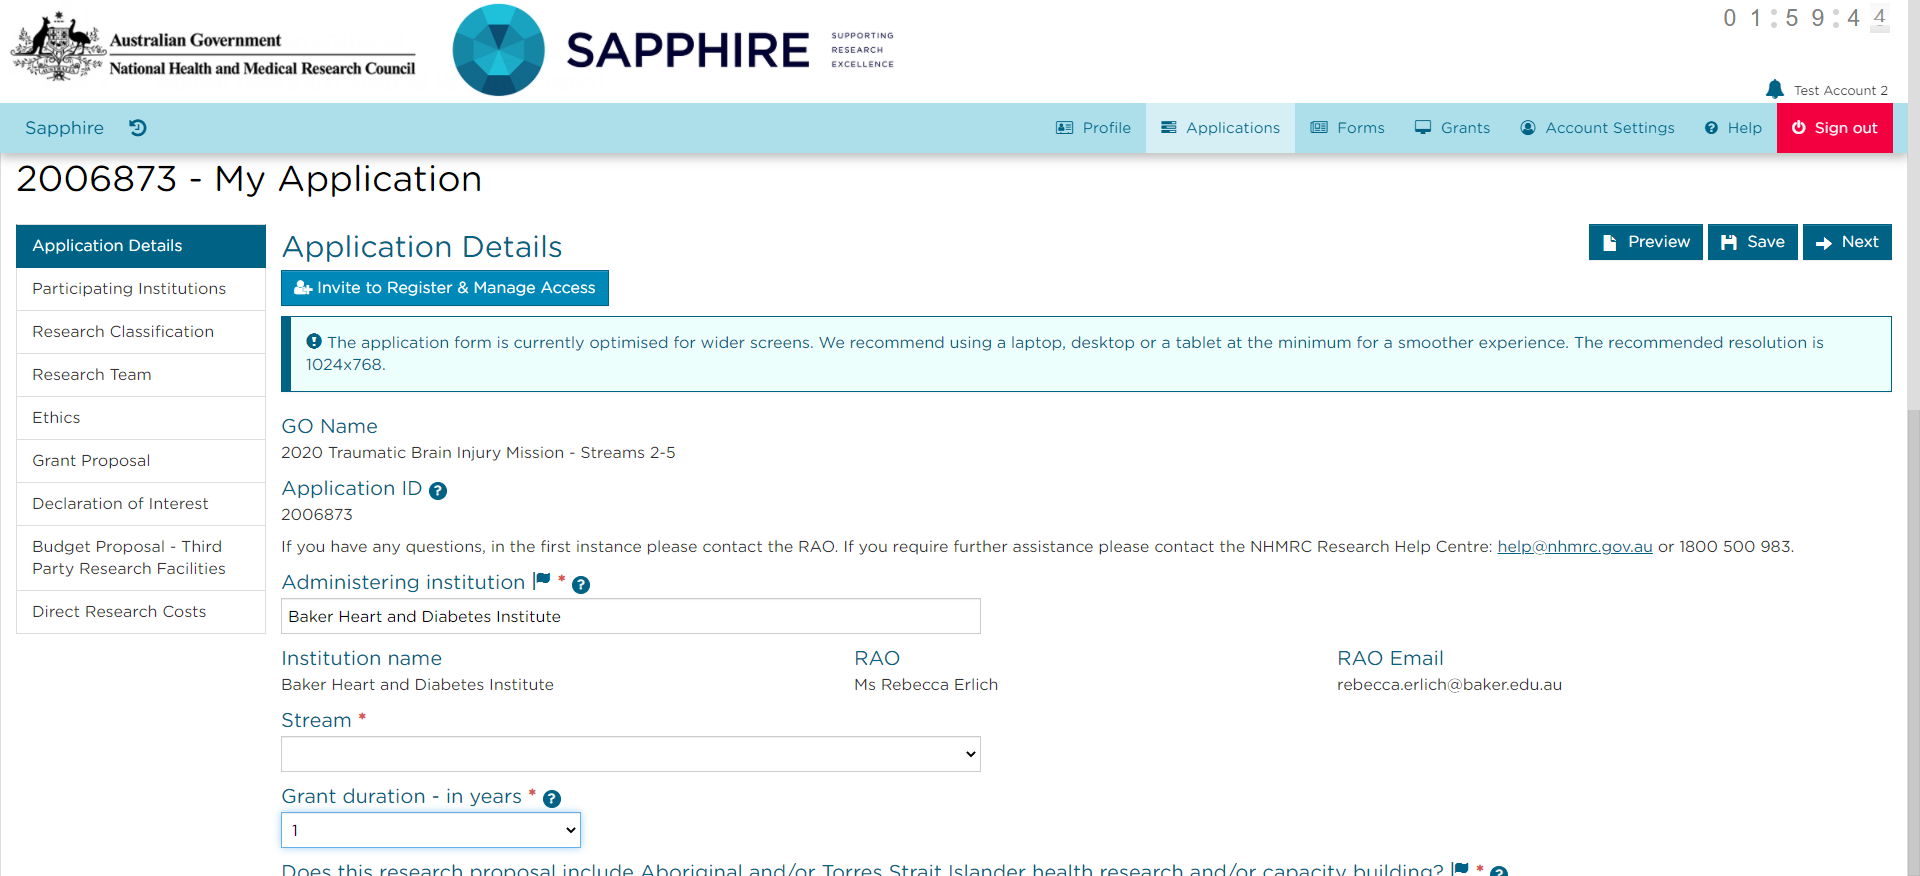 Australian Government
National Health and Medical Research Council
SAPPHIRE
SUPPORTING
RESEARCH
EXCELLENCE
01:59:44
Test Account 2
Sapphire
Profile
Applications
Forms
Grants
Account Settings
Help
Sign out
2006873 - My Application
Application Details
Participating Institutions
Research Classification
Research Team
Ethics
Grant Proposal
Declaration of Interest
Budget Proposal - Third
Party Research Facilities
Direct Research Costs
Application Details
Preview
Save
Next
Invite to Register & Manage Access
The application form is currently optimised for wider screens. We recommend using a laptop, desktop or a tablet at the minimum for a smoother experience. The recommended resolution is
1024x768.
GO Name
2020 Traumatic Brain Injury Mission - Streams 2-5
Application ID
2006873
If you have any questions, in the first instance please contact the RAO. If you require further assistance please contact the NHMRC Research Help Centre: help@nhmrc.gov.au or 1800 500 983.
Administering institution *
Baker Heart and Diabetes Institute
Institution name
Baker Heart and Diabetes Institute
RAO
Ms Rebecca Erlich
RAO Email
rebecca.erlich@baker.edu.au
Stream *
Grant duration - in years *
1
Does this research proposal include Aboriginal and/or Torres Strait Islander health research and/or capacity building? *